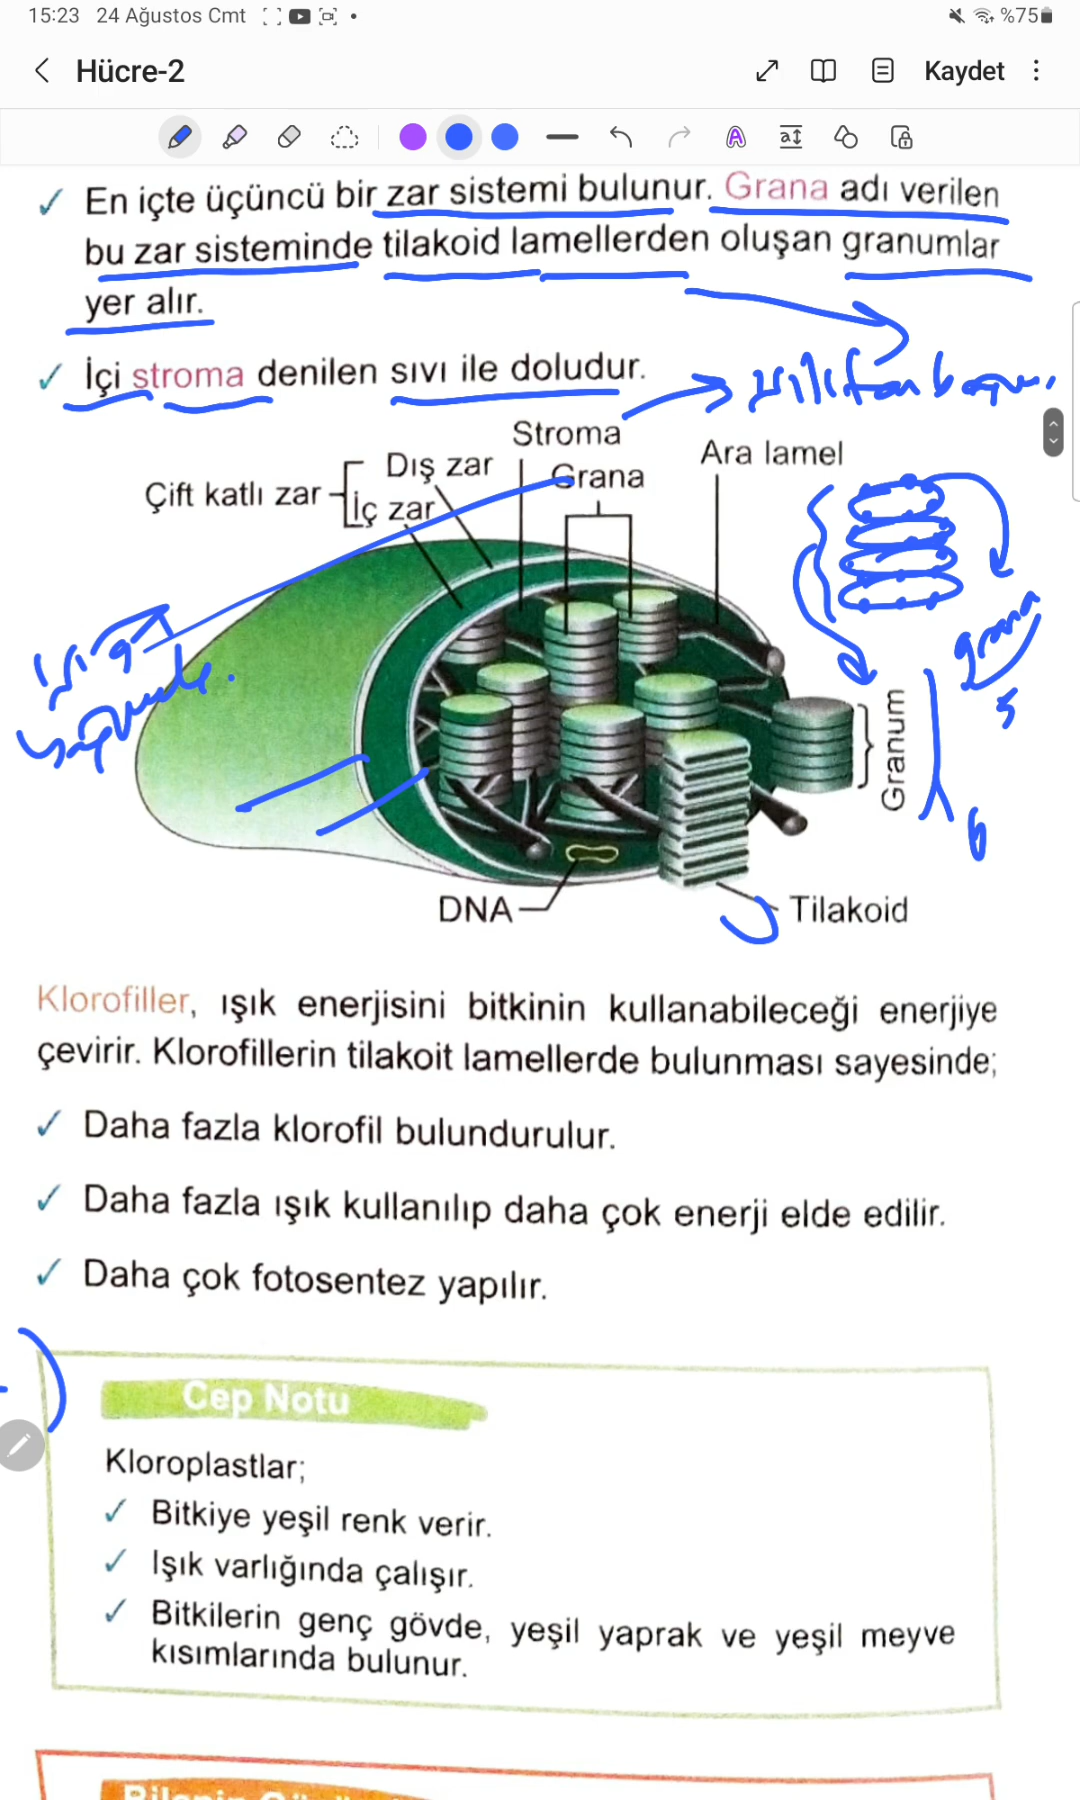 15:23 24 Ağustos Cmt
%75
Hücre-2
Kaydet
✓ En içte üçüncü bir zar sistemi bulunur. Grana adı verilen
bu zar sisteminde tilakoid lamellerden oluşan granumlar
yer alır.
✓ İçi stroma denilen sıvı ile doludur.
Stroma
Ara lamel
Dış zar
Grana
Çift katlı zar
İç zar
grana
Granum
DNA
Tilakoid
Klorofiller, ışık enerjisini bitkinin kullanabileceği enerjiye
çevirir. Klorofillerin tilakoit lamellerde bulunması sayesinde;
✓ Daha fazla klorofil bulundurulur.
✓ Daha fazla ışık kullanılıp daha çok enerji elde edilir.
✓ Daha çok fotosentez yapılır.
Cep Notu
Kloroplastlar;
✓ Bitkiye yeşil renk verir.
✓ Işık varlığında çalışır.
✓ Bitkilerin genç gövde, yeşil yaprak ve yeşil meyve
kısımlarında bulunur.